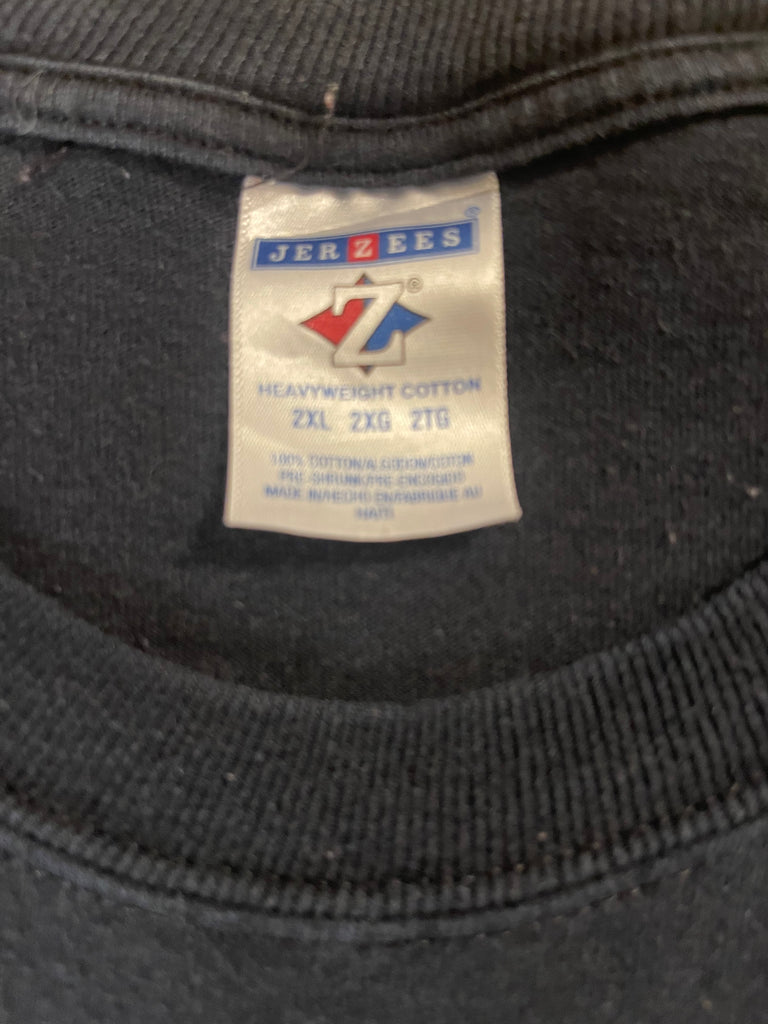 JERZEES ®
Z ©
HEAVYWEIGHT COTTON
2XL 2XG 2TG
100% COTTON/ALGODON/COTON
PRE-SHRUNK/PRE-ENCOGIDO
MADE IN/HECHO EN/FABRIQUE AU
HAITI